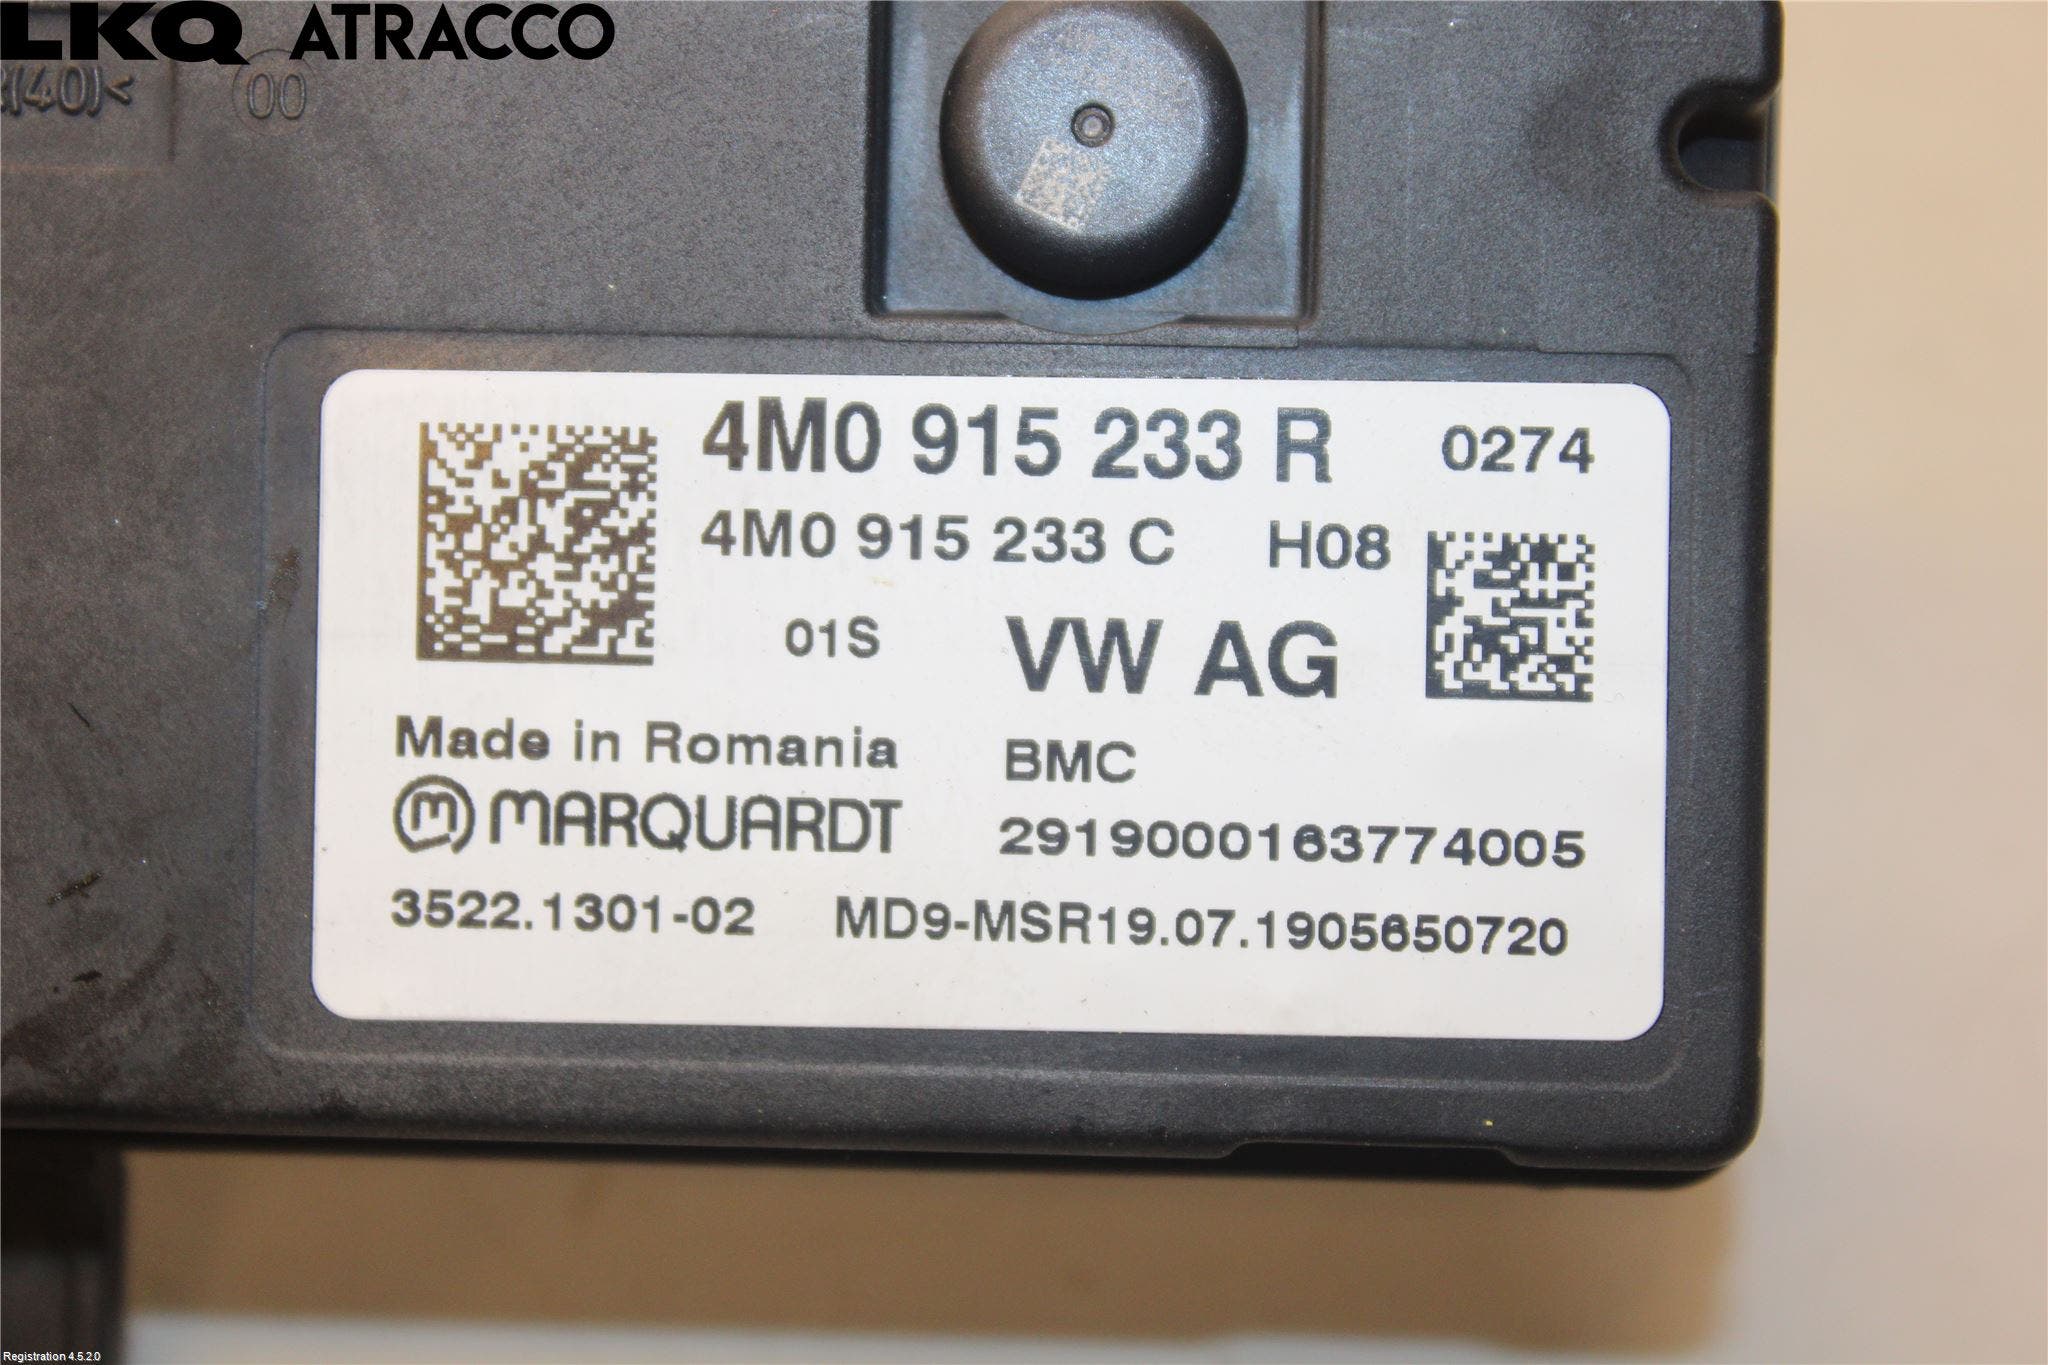 LKQ ATRACCO
(40)<
00
4M0 915 233 R 0274
4M0 915 233 C H08
01S VW AG
Made in Romania BMC
MARQUARDT 2919000163774005
3522.1301-02 MD9-MSR19.07.1905650720
Registration 4.5.2.0